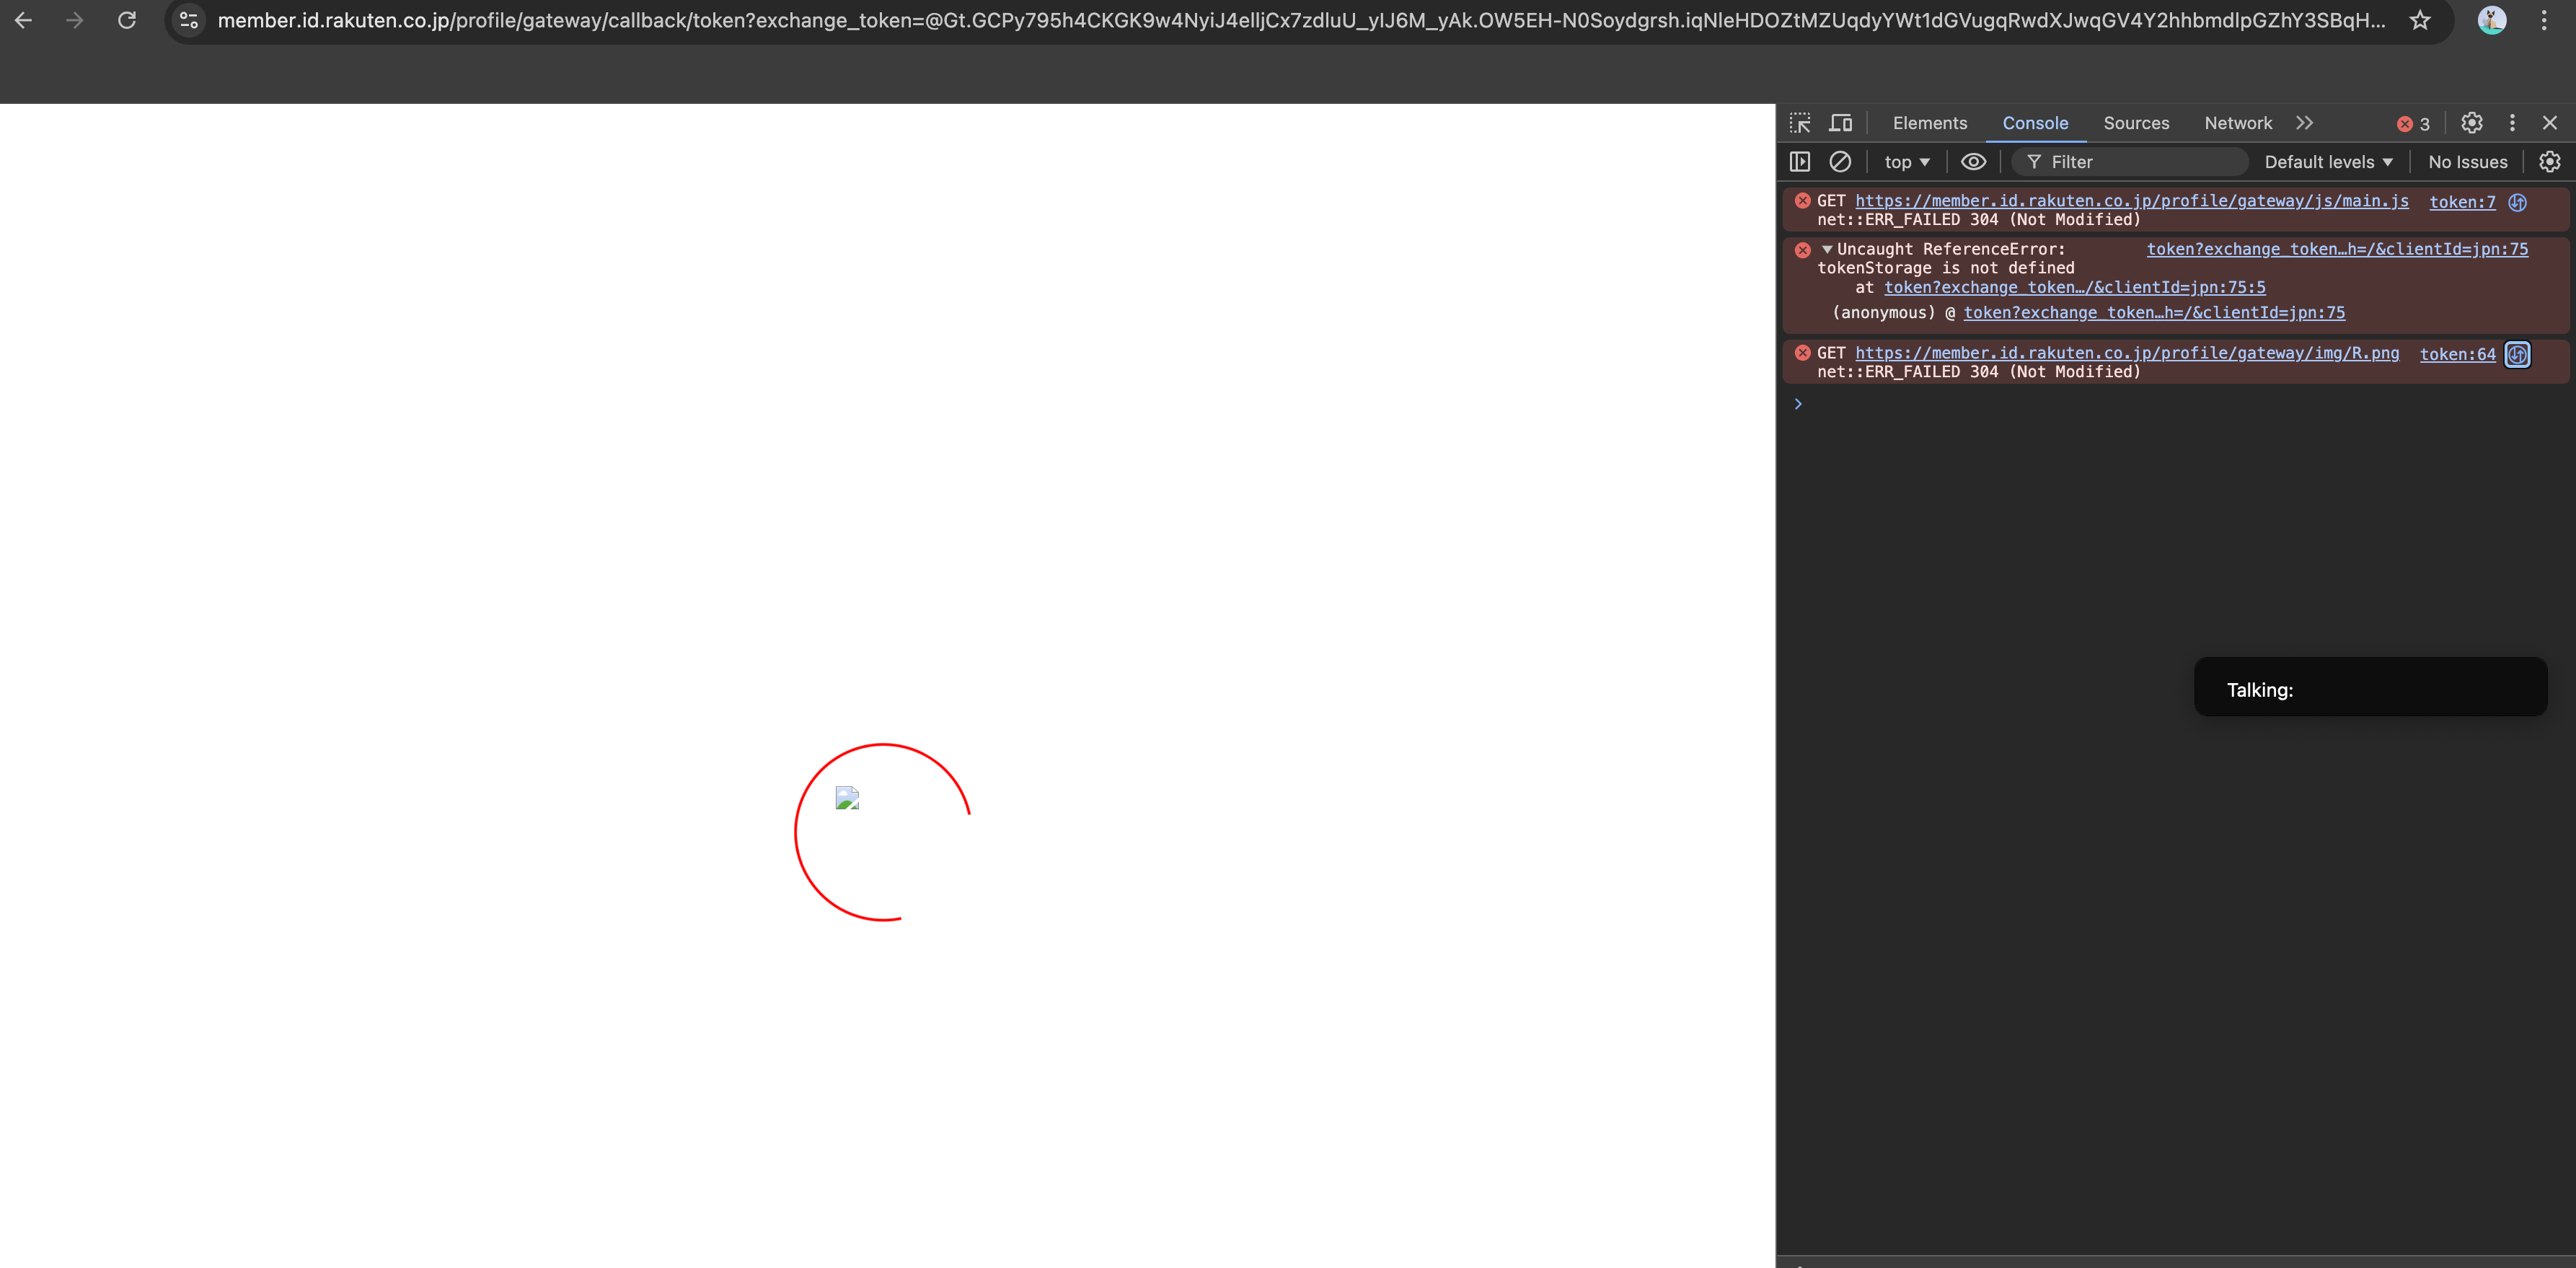 member.id.rakuten.co.jp/profile/gateway/callback/token?exchange_token=@Gt.GCPy795h4CKGK9w4NyiJ4elljCx7zdluU_yIJ6M_yAk.OW5EH-N0Soydgrsh.iqNleHDOZtMZUqdyYWt1dGVugqRwdXJwqGV4Y2hhbmdlpGZhY3SBqH...
Elements Console Sources Network 3
top Filter Default levels No Issues
GET https://member.id.rakuten.co.jp/profile/gateway/js/main.js token:7
net::ERR_FAILED 304 (Not Modified)
Uncaught ReferenceError: token?exchange_token…h=/&clientId=jpn:75
tokenStorage is not defined
at token?exchange_token…/&clientId=jpn:75:5
(anonymous) @ token?exchange_token…h=/&clientId=jpn:75
GET https://member.id.rakuten.co.jp/profile/gateway/img/R.png token:64
net::ERR_FAILED 304 (Not Modified)
Talking: